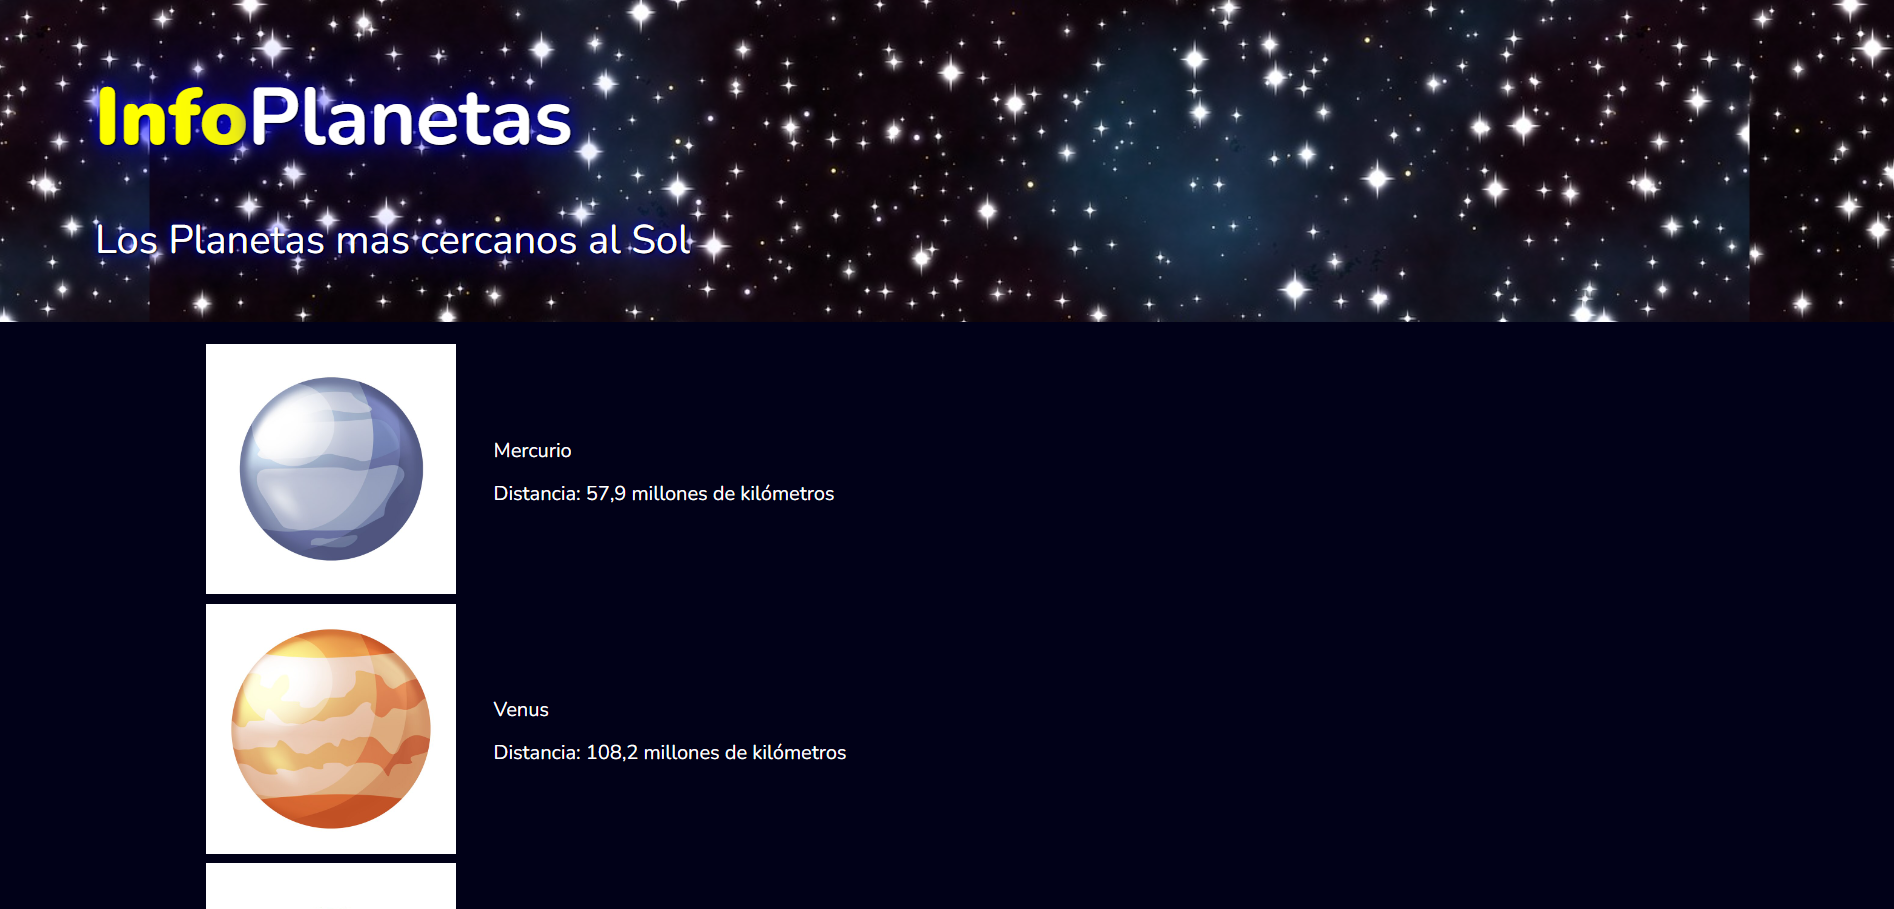 InfoPlanetas
Los Planetas mas cercanos al Sol
Mercurio
Distancia: 57,9 millones de kilómetros
Venus
Distancia: 108,2 millones de kilómetros